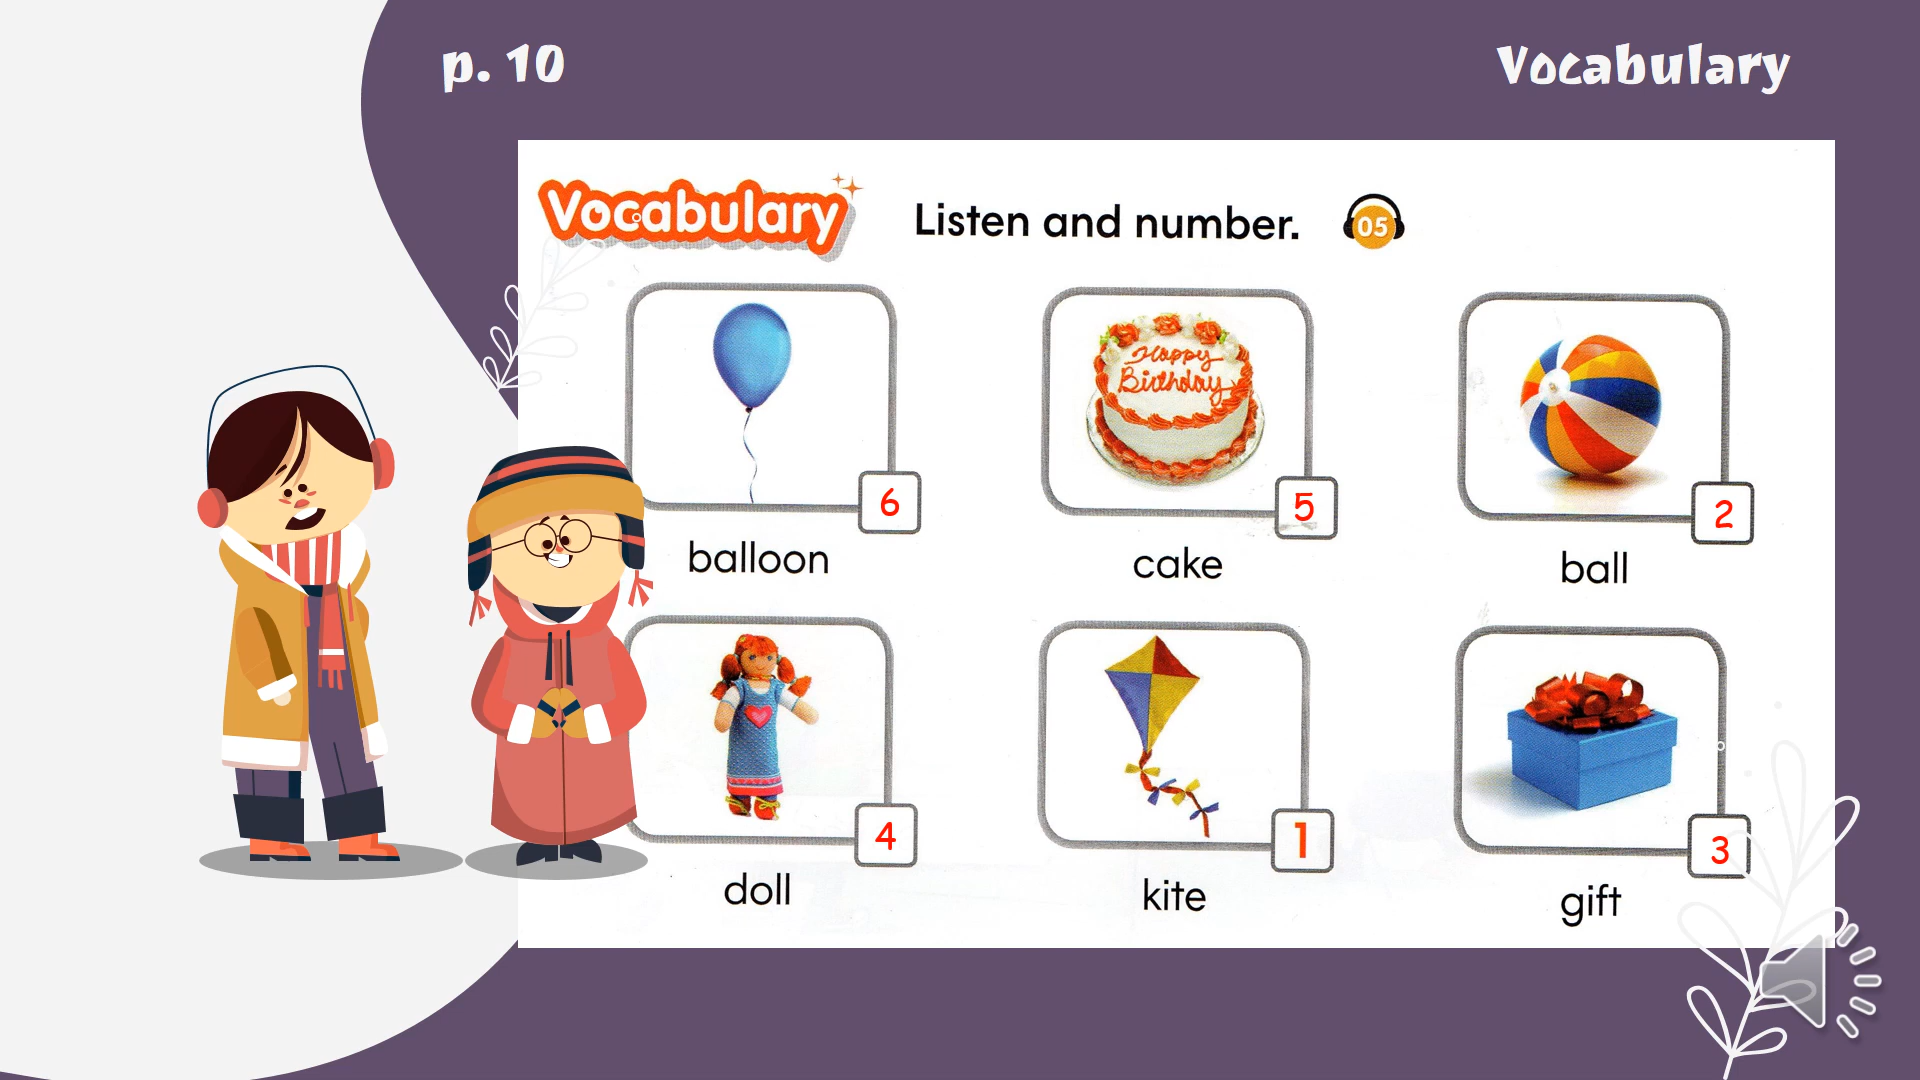 p. 10
Vocabulary
Vocabulary
Listen and number.
05
Happy
Birthday
6
5
2
balloon
cake
ball
4
1
3
doll
kite
gift